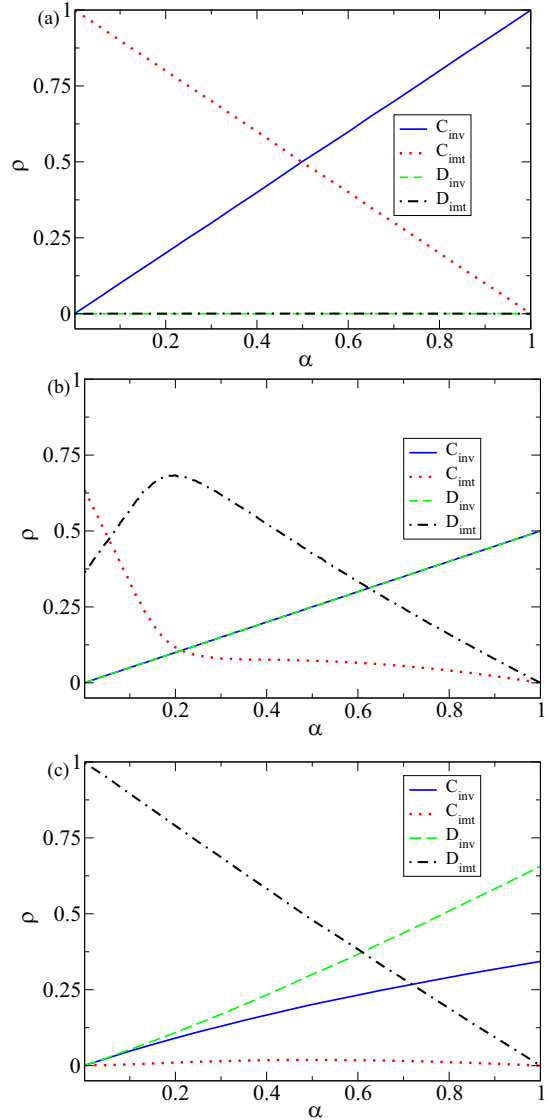 (a)
1
0.75
0.5
0.25
0
ρ
C_inv
C_imt
D_inv
D_imt
0.2 0.4 0.6 0.8 1
α
(b)
1
0.75
0.5
0.25
0
ρ
C_inv
C_imt
D_inv
D_imt
0.2 0.4 0.6 0.8 1
α
(c)
1
0.75
0.5
0.25
0
ρ
C_inv
C_imt
D_inv
D_imt
0.2 0.4 0.6 0.8 1
α